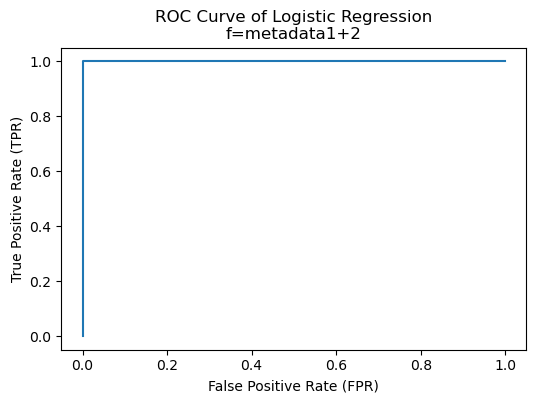 ROC Curve of Logistic Regression
f=metadata1+2
True Positive Rate (TPR)
1.0
0.8
0.6
0.4
0.2
0.0
0.0 0.2 0.4 0.6 0.8 1.0
False Positive Rate (FPR)